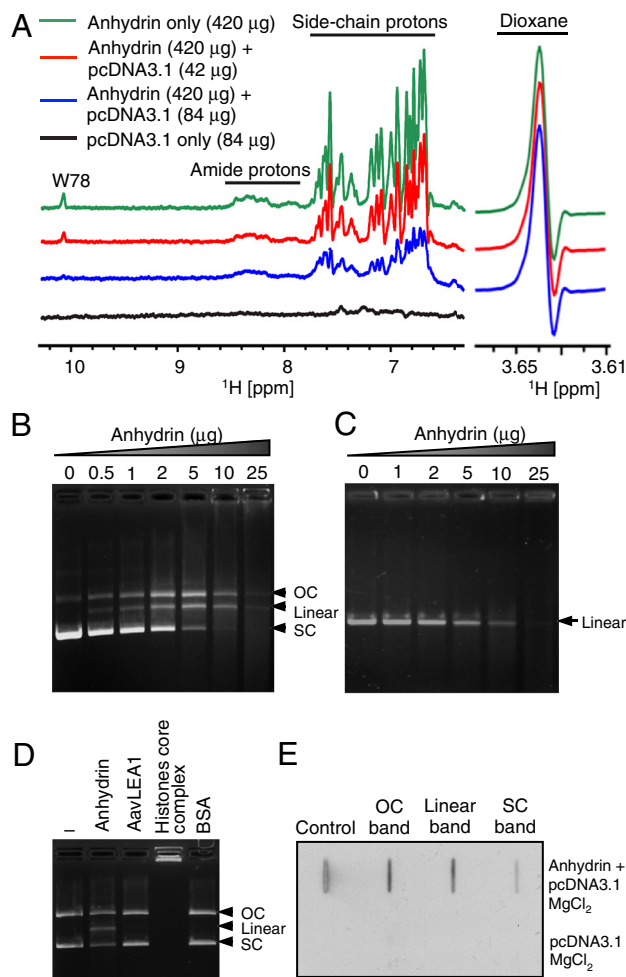 A
Anhydrin only (420 µg)
Anhydrin (420 µg) +
pcDNA3.1 (42 µg)
Anhydrin (420 µg) +
pcDNA3.1 (84 µg)
pcDNA3.1 only (84 µg)
Side-chain protons
Dioxane
Amide protons
W78
10 9 8 7
¹H [ppm]
3.65 3.61
¹H [ppm]
B
Anhydrin (µg)
0 0.5 1 2 5 10 25
OC
Linear
SC
C
Anhydrin (µg)
0 1 2 5 10 25
Linear
D
–
Anhydrin
AavLEA1
Histones core
complex
BSA
OC
Linear
SC
E
Control
OC
band
Linear
band
SC
band
Anhydrin +
pcDNA3.1
MgCl₂
pcDNA3.1
MgCl₂